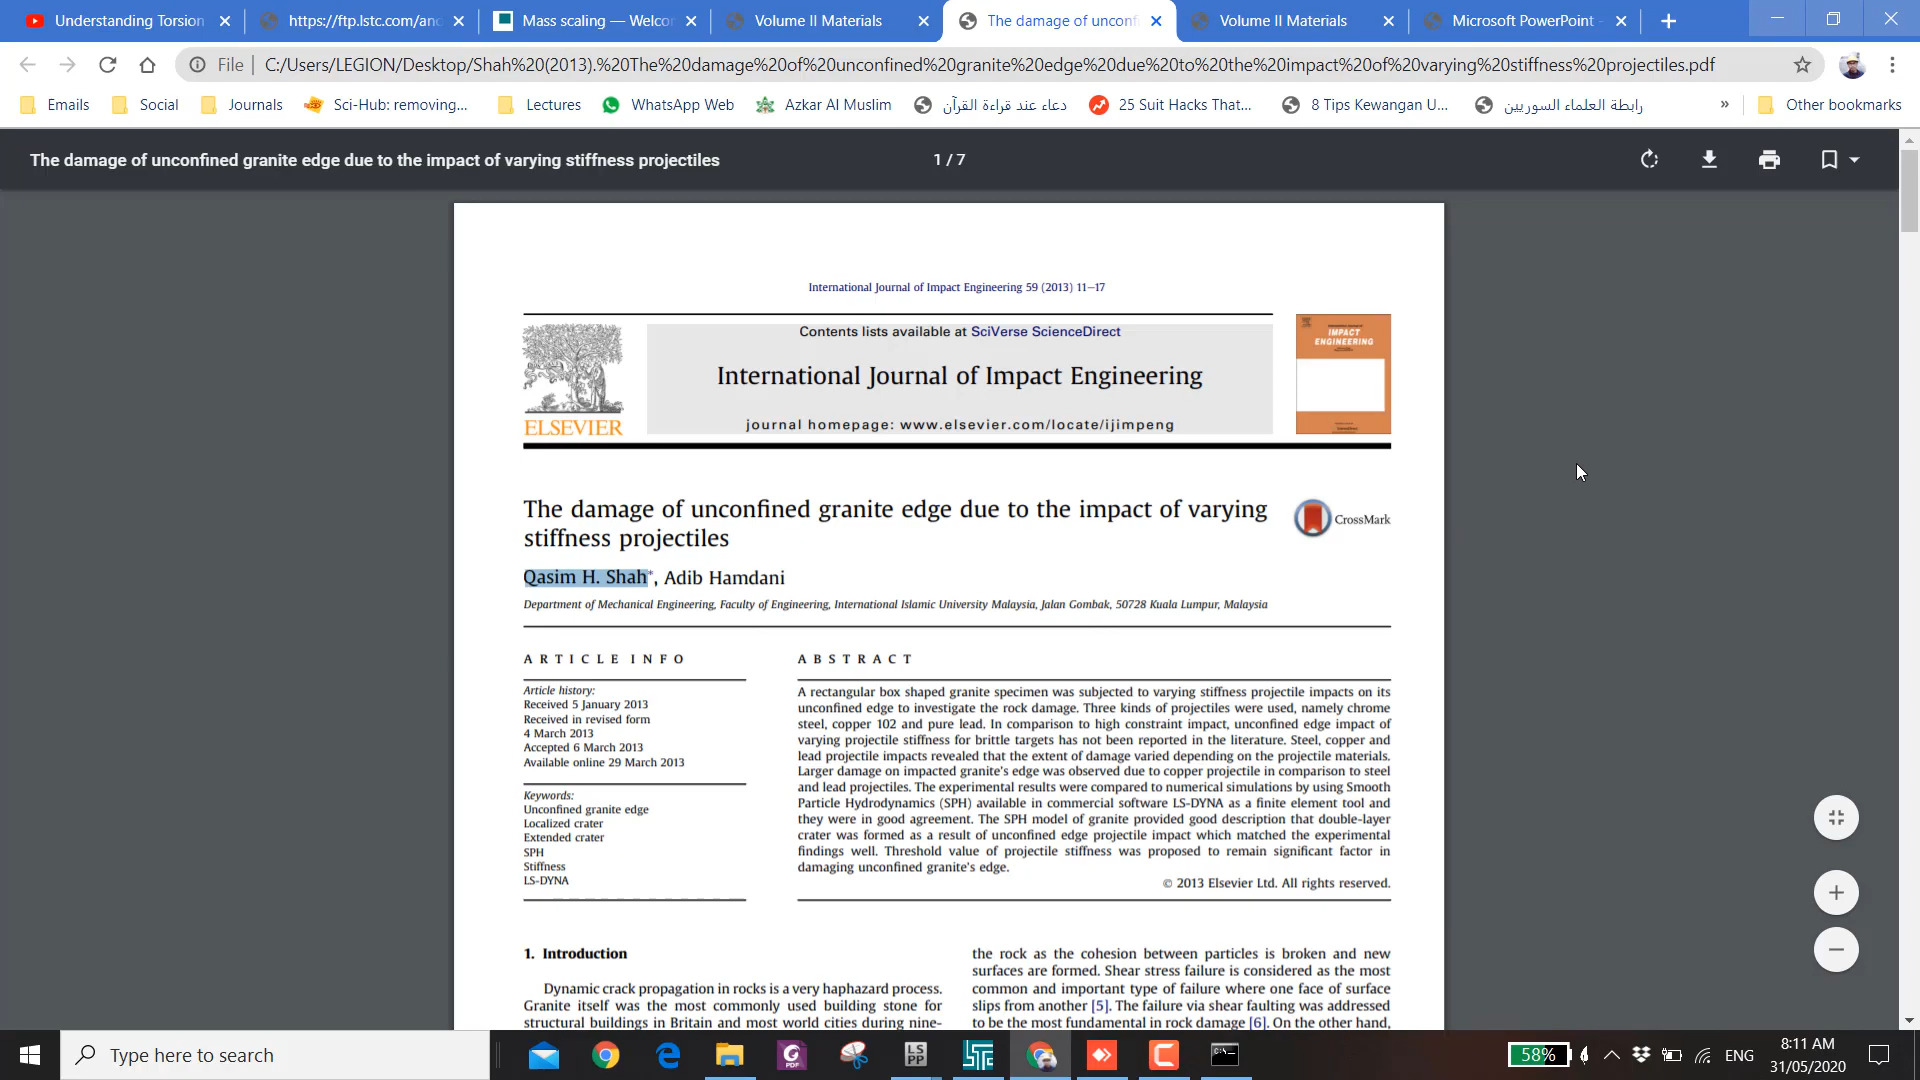 Understanding Torsion
https://ftp.lstc.com/and
Mass scaling — Welco
Volume II Materials
The damage of unconf
Volume II Materials
Microsoft PowerPoint -
File
C:/Users/LEGION/Desktop/Shah%20(2013).%20The%20damage%20of%20unconfined%20granite%20edge%20due%20to%20the%20impact%20of%20varying%20stiffness%20projectiles.pdf
Emails
Social
Journals
Sci-Hub: removing...
Lectures
WhatsApp Web
Azkar Al Muslim
دعاء عند قراءة القرآن
25 Suit Hacks That...
8 Tips Kewangan U...
رابطة العلماء السوريين
»
Other bookmarks
The damage of unconfined granite edge due to the impact of varying stiffness projectiles
1 / 7
International Journal of Impact Engineering 59 (2013) 11–17
Contents lists available at SciVerse ScienceDirect
International Journal of Impact Engineering
journal homepage: www.elsevier.com/locate/ijimpeng
ELSEVIER
IMPACT
ENGINEERING
The damage of unconfined granite edge due to the impact of varying
stiffness projectiles
CrossMark
Qasim H. Shah*, Adib Hamdani
Department of Mechanical Engineering, Faculty of Engineering, International Islamic University Malaysia, Jalan Gombak, 50728 Kuala Lumpur, Malaysia
ARTICLE INFO
Article history:
Received 5 January 2013
Received in revised form
4 March 2013
Accepted 6 March 2013
Available online 29 March 2013
Keywords:
Unconfined granite edge
Localized crater
Extended crater
SPH
Stiffness
LS-DYNA
ABSTRACT
A rectangular box shaped granite specimen was subjected to varying stiffness projectile impacts on its
unconfined edge to investigate the rock damage. Three kinds of projectiles were used, namely chrome
steel, copper 102 and pure lead. In comparison to high constraint impact, unconfined edge impact of
varying projectile stiffness for brittle targets has not been reported in the literature. Steel, copper and
lead projectile impacts revealed that the extent of damage varied depending on the projectile materials.
Larger damage on impacted granite's edge was observed due to copper projectile in comparison to steel
and lead projectiles. The experimental results were compared to numerical simulations by using Smooth
Particle Hydrodynamics (SPH) available in commercial software LS-DYNA as a finite element tool and
they were in good agreement. The SPH model of granite provided good description that double-layer
crater was formed as a result of unconfined edge projectile impact which matched the experimental
findings well. Threshold value of projectile stiffness was proposed to remain significant factor in
damaging unconfined granite's edge.
© 2013 Elsevier Ltd. All rights reserved.
1. Introduction
Dynamic crack propagation in rocks is a very haphazard process.
Granite itself was the most commonly used building stone for
structural buildings in Britain and most world cities during nine-
the rock as the cohesion between particles is broken and new
surfaces are formed. Shear stress failure is considered as the most
common and important type of failure where one face of surface
slips from another [5]. The failure via shear faulting was addressed
to be the most fundamental in rock damage [6]. On the other hand,
Type here to search
PDF
LS
PP
58%
ENG
8:11 AM
31/05/2020